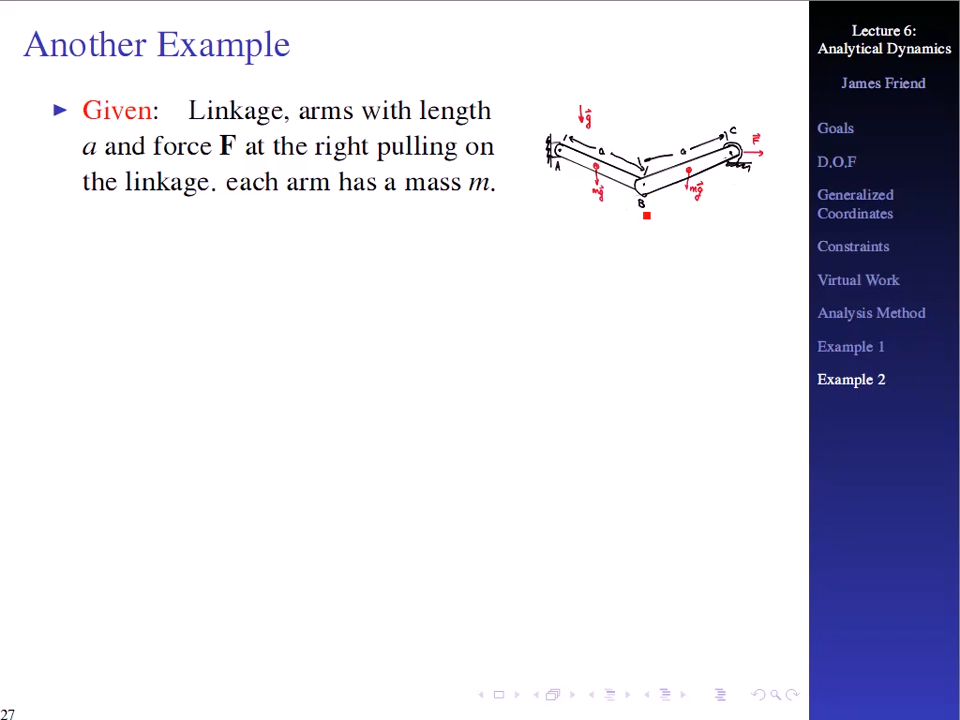 Another Example
Given: Linkage, arms with length
a and force F at the right pulling on
the linkage. each arm has a mass m.
g
A
a
a
C
F
mg
mg
B
Lecture 6:
Analytical Dynamics
James Friend
Goals
D.O.F
Generalized
Coordinates
Constraints
Virtual Work
Analysis Method
Example 1
Example 2
27